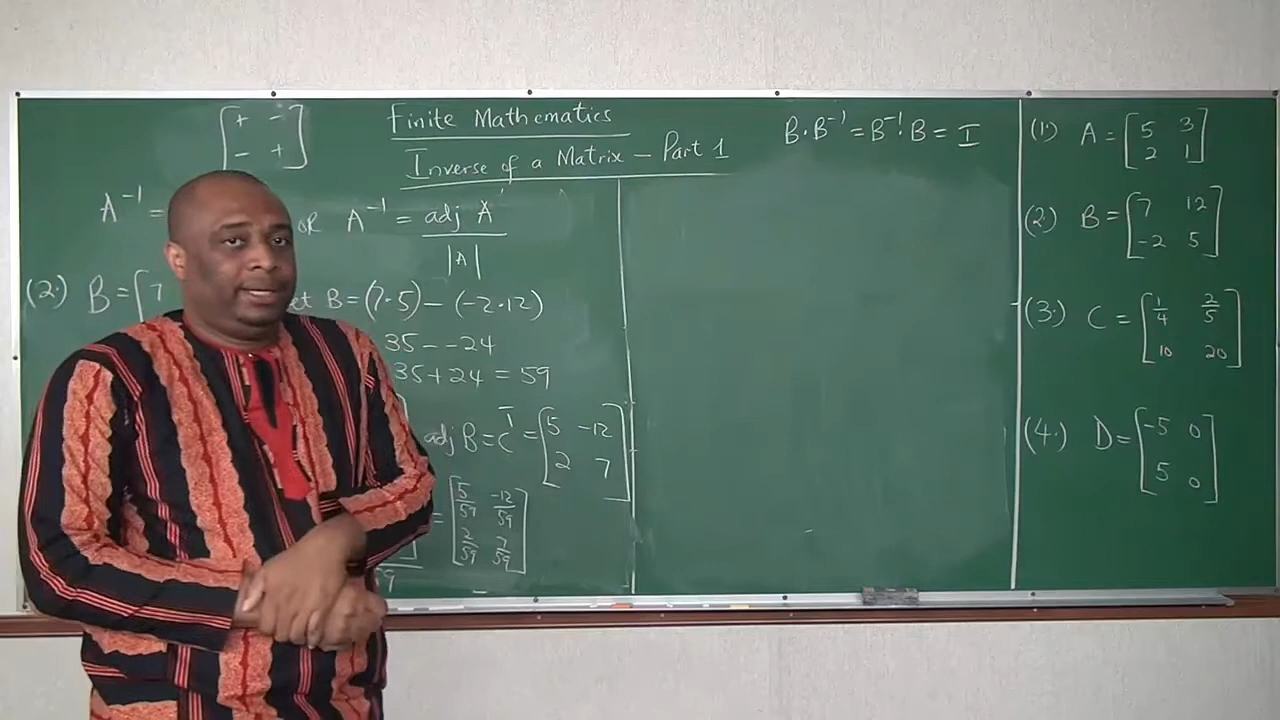 [+ -
- +]
Finite Mathematics
Inverse of a Matrix – Part 1
A⁻¹ =
OR A⁻¹ = adj A
|A|
(2.) B = [7
et B = (7·5) – (-2·12)
35 – -24
35 + 24 = 59
adj B = C^T = [5 -12
2 7]
= [5/59 -12/59
2/59 7/59]
59
B·B⁻¹ = B⁻¹·B = I
(1.) A = [5 3
2 1]
(2) B = [7 12
-2 5]
(3.) C = [1/4 2/5
10 20]
(4.) D = [-5 0
5 0]